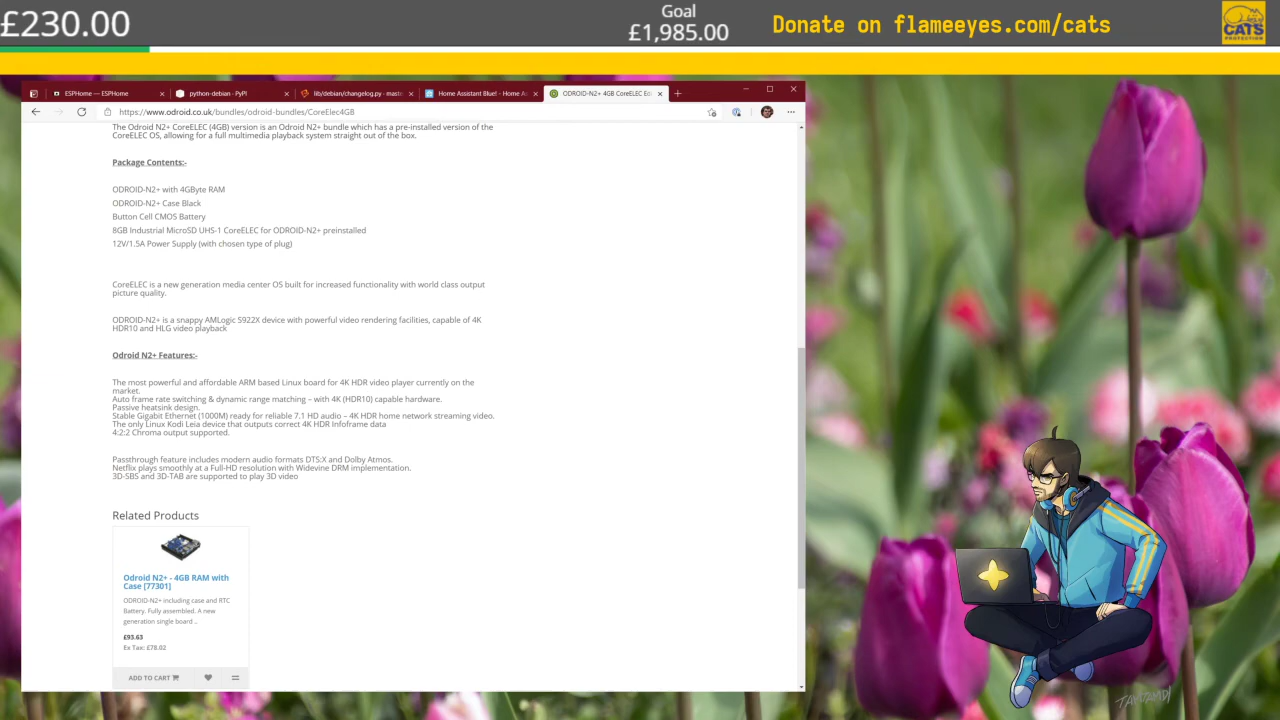 £230.00
Goal
£1,985.00
Donate on flameeyes.com/cats
CATS
PROTECTION
ESPHome — ESPHome
python-debian · PyPI
lib/debian/changelog.py · maste
Home Assistant Blue! - Home As
ODROID-N2+ 4GB CoreELEC Edi
https://www.odroid.co.uk/bundles/odroid-bundles/CoreElec4GB
The Odroid N2+ CoreELEC (4GB) version is an Odroid N2+ bundle which has a pre-installed version of the
CoreELEC OS, allowing for a full multimedia playback system straight out of the box.
Package Contents:-
ODROID-N2+ with 4GByte RAM
ODROID-N2+ Case Black
Button Cell CMOS Battery
8GB Industrial MicroSD UHS-1 CoreELEC for ODROID-N2+ preinstalled
12V/1.5A Power Supply (with chosen type of plug)
CoreELEC is a new generation media center OS built for increased functionality with world class output
picture quality.
ODROID-N2+ is a snappy AMLogic S922X device with powerful video rendering facilities, capable of 4K
HDR10 and HLG video playback
Odroid N2+ Features:-
The most powerful and affordable ARM based Linux board for 4K HDR video player currently on the
market.
Auto frame rate switching & dynamic range matching – with 4K (HDR10) capable hardware.
Passive heatsink design.
Stable Gigabit Ethernet (1000M) ready for reliable 7.1 HD audio – 4K HDR home network streaming video.
The only Linux Kodi Leia device that outputs correct 4K HDR Infoframe data
4:2:2 Chroma output supported.
Passthrough feature includes modern audio formats DTS:X and Dolby Atmos.
Netflix plays smoothly at a Full-HD resolution with Widevine DRM implementation.
3D-SBS and 3D-TAB are supported to play 3D video
Related Products
Odroid N2+ - 4GB RAM with
Case [77301]
ODROID-N2+ including case and RTC
Battery. Fully assembled. A new
generation single board ..
£93.63
Ex Tax: £78.02
ADD TO CART